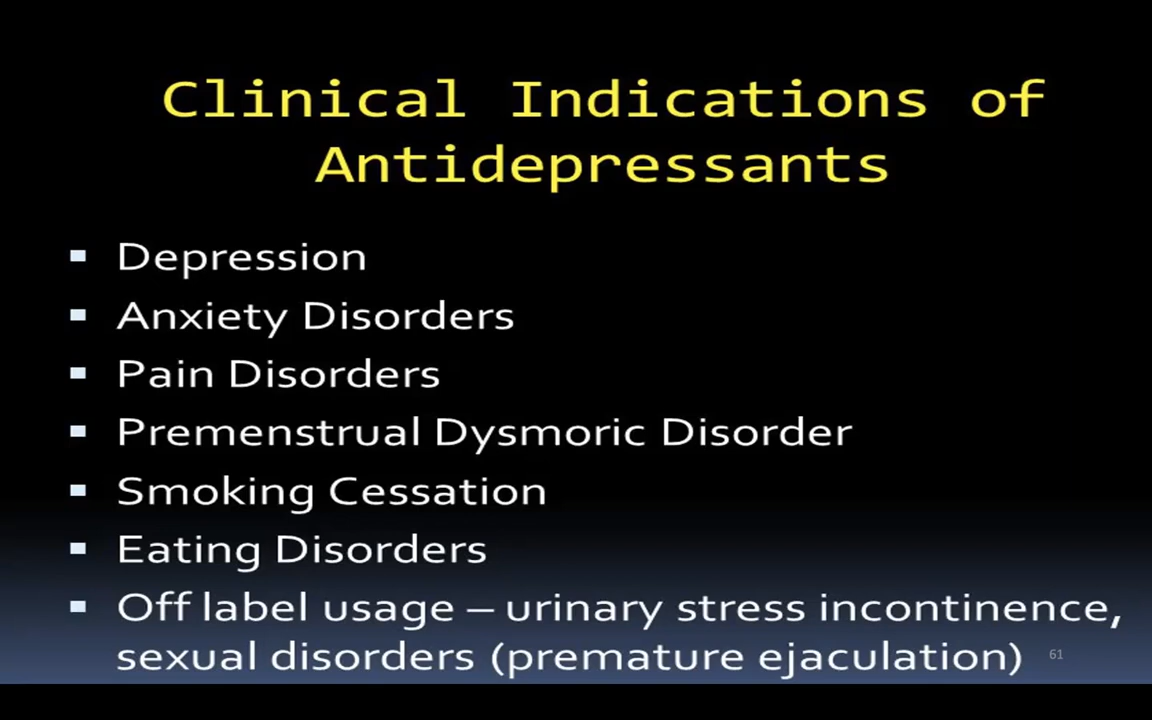 Clinical Indications of
Antidepressants
▪ Depression
▪ Anxiety Disorders
▪ Pain Disorders
▪ Premenstrual Dysmoric Disorder
▪ Smoking Cessation
▪ Eating Disorders
▪ Off label usage – urinary stress incontinence,
sexual disorders (premature ejaculation)
61